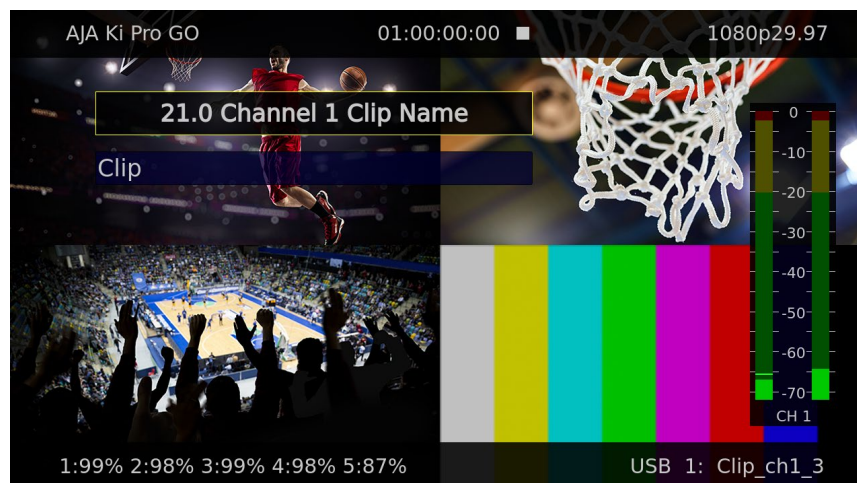 AJA Ki Pro GO 01:00:00:00 1080p29.97
21.0 Channel 1 Clip Name
Clip
0
-10
-20
-30
-40
-50
-60
-70
CH 1
1:99% 2:98% 3:99% 4:98% 5:87% USB 1: Clip_ch1_3